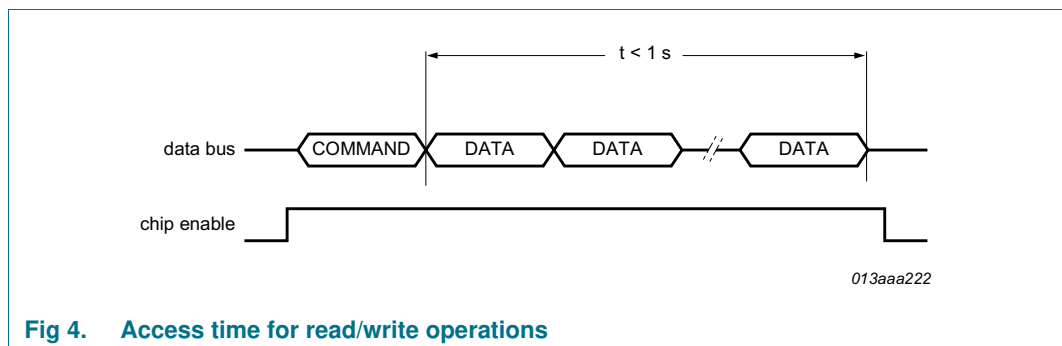 t < 1 s
data bus COMMAND DATA DATA DATA
chip enable
013aaa222
Fig 4. Access time for read/write operations